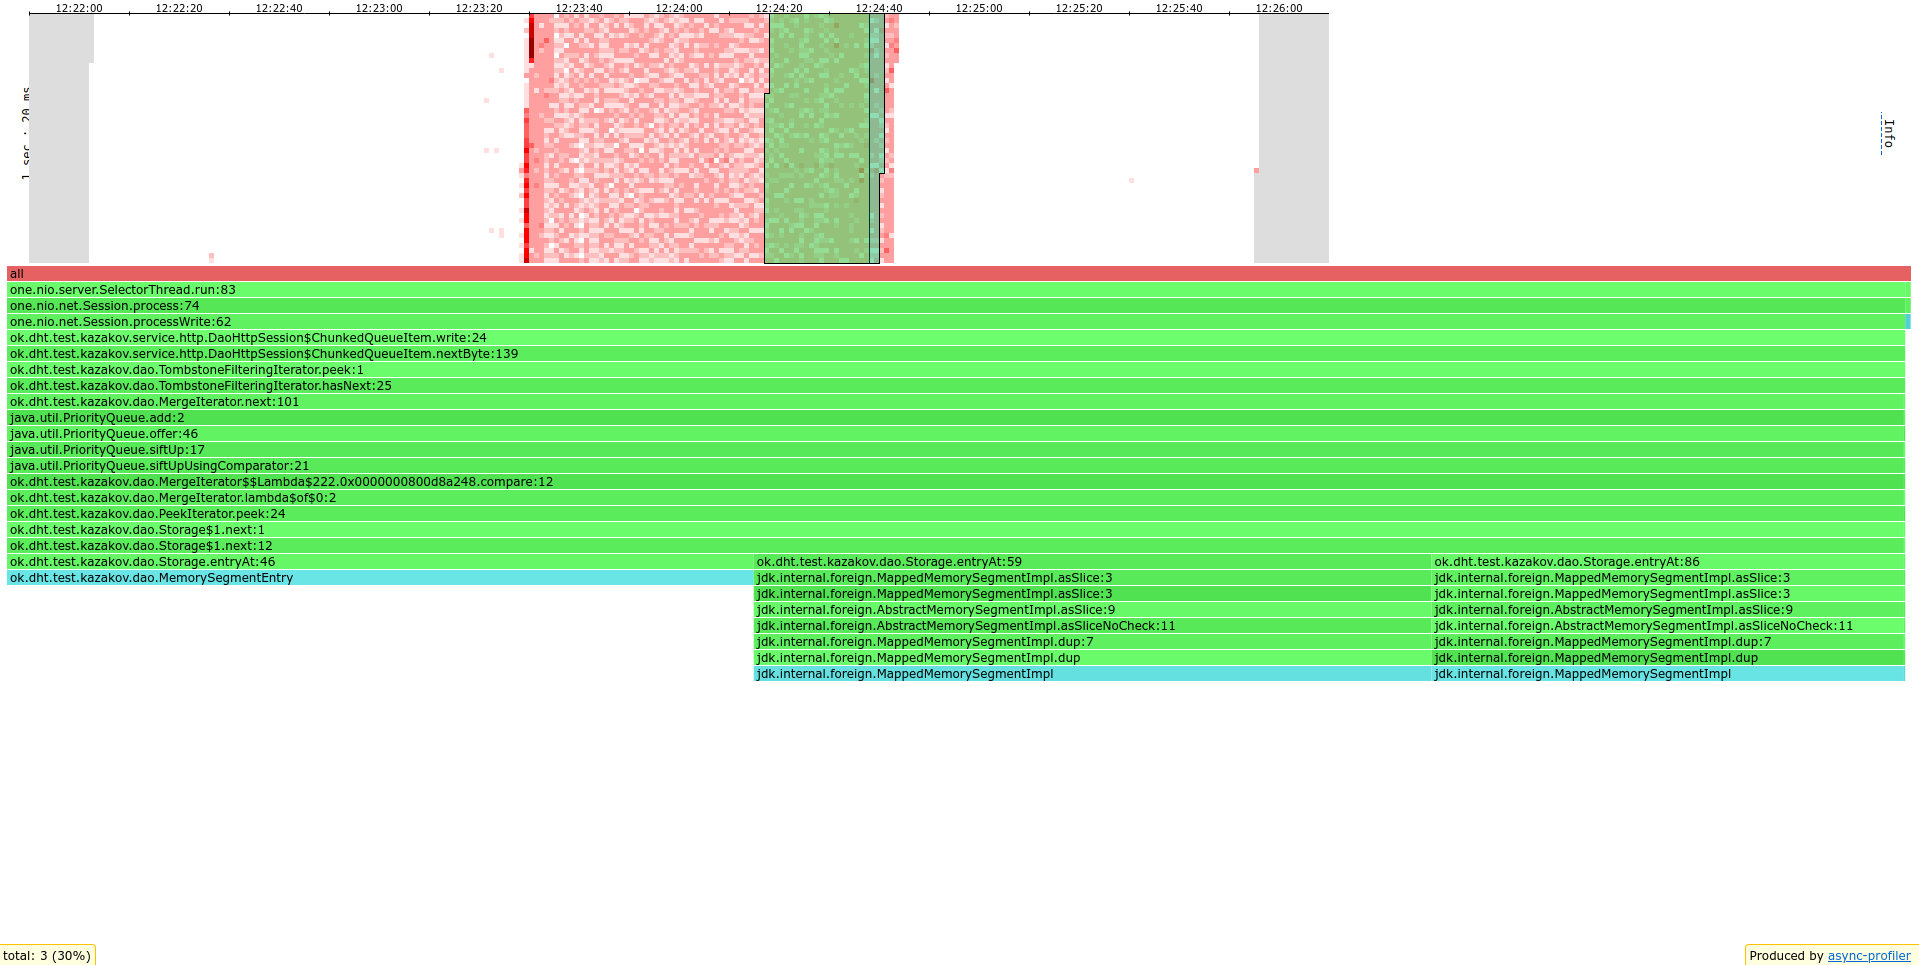 12:22:00 12:22:20 12:22:40 12:23:00 12:23:20 12:23:40 12:24:00 12:24:20 12:24:40 12:25:00 12:25:20 12:25:40 12:26:00
1 sec : 20 ms
Info
all
one.nio.server.SelectorThread.run:83
one.nio.net.Session.process:74
one.nio.net.Session.processWrite:62
ok.dht.test.kazakov.service.http.DaoHttpSession$ChunkedQueueItem.write:24
ok.dht.test.kazakov.service.http.DaoHttpSession$ChunkedQueueItem.nextByte:139
ok.dht.test.kazakov.dao.TombstoneFilteringIterator.peek:1
ok.dht.test.kazakov.dao.TombstoneFilteringIterator.hasNext:25
ok.dht.test.kazakov.dao.MergeIterator.next:101
java.util.PriorityQueue.add:2
java.util.PriorityQueue.offer:46
java.util.PriorityQueue.siftUp:17
java.util.PriorityQueue.siftUpUsingComparator:21
ok.dht.test.kazakov.dao.MergeIterator$$Lambda$222.0x0000000800d8a248.compare:12
ok.dht.test.kazakov.dao.MergeIterator.lambda$of$0:2
ok.dht.test.kazakov.dao.PeekIterator.peek:24
ok.dht.test.kazakov.dao.Storage$1.next:1
ok.dht.test.kazakov.dao.Storage$1.next:12
ok.dht.test.kazakov.dao.Storage.entryAt:46 ok.dht.test.kazakov.dao.Storage.entryAt:59 ok.dht.test.kazakov.dao.Storage.entryAt:86
ok.dht.test.kazakov.dao.MemorySegmentEntry jdk.internal.foreign.MappedMemorySegmentImpl.asSlice:3 jdk.internal.foreign.MappedMemorySegmentImpl.asSlice:3
jdk.internal.foreign.MappedMemorySegmentImpl.asSlice:3 jdk.internal.foreign.MappedMemorySegmentImpl.asSlice:3
jdk.internal.foreign.AbstractMemorySegmentImpl.asSlice:9 jdk.internal.foreign.AbstractMemorySegmentImpl.asSlice:9
jdk.internal.foreign.AbstractMemorySegmentImpl.asSliceNoCheck:11 jdk.internal.foreign.AbstractMemorySegmentImpl.asSliceNoCheck:11
jdk.internal.foreign.MappedMemorySegmentImpl.dup:7 jdk.internal.foreign.MappedMemorySegmentImpl.dup:7
jdk.internal.foreign.MappedMemorySegmentImpl.dup jdk.internal.foreign.MappedMemorySegmentImpl.dup
jdk.internal.foreign.MappedMemorySegmentImpl jdk.internal.foreign.MappedMemorySegmentImpl
total: 3 (30%)
Produced by async-profiler